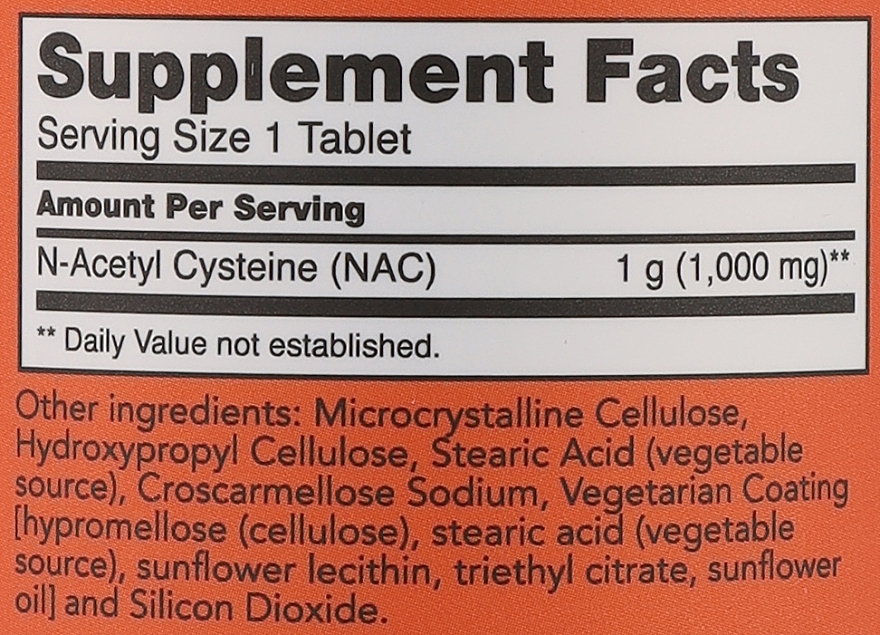 Supplement Facts
Serving Size 1 Tablet
Amount Per Serving
N-Acetyl Cysteine (NAC) 1 g (1,000 mg)**
** Daily Value not established.
Other ingredients: Microcrystalline Cellulose,
Hydroxypropyl Cellulose, Stearic Acid (vegetable
source), Croscarmellose Sodium, Vegetarian Coating
[hypromellose (cellulose), stearic acid (vegetable
source), sunflower lecithin, triethyl citrate, sunflower
oil] and Silicon Dioxide.